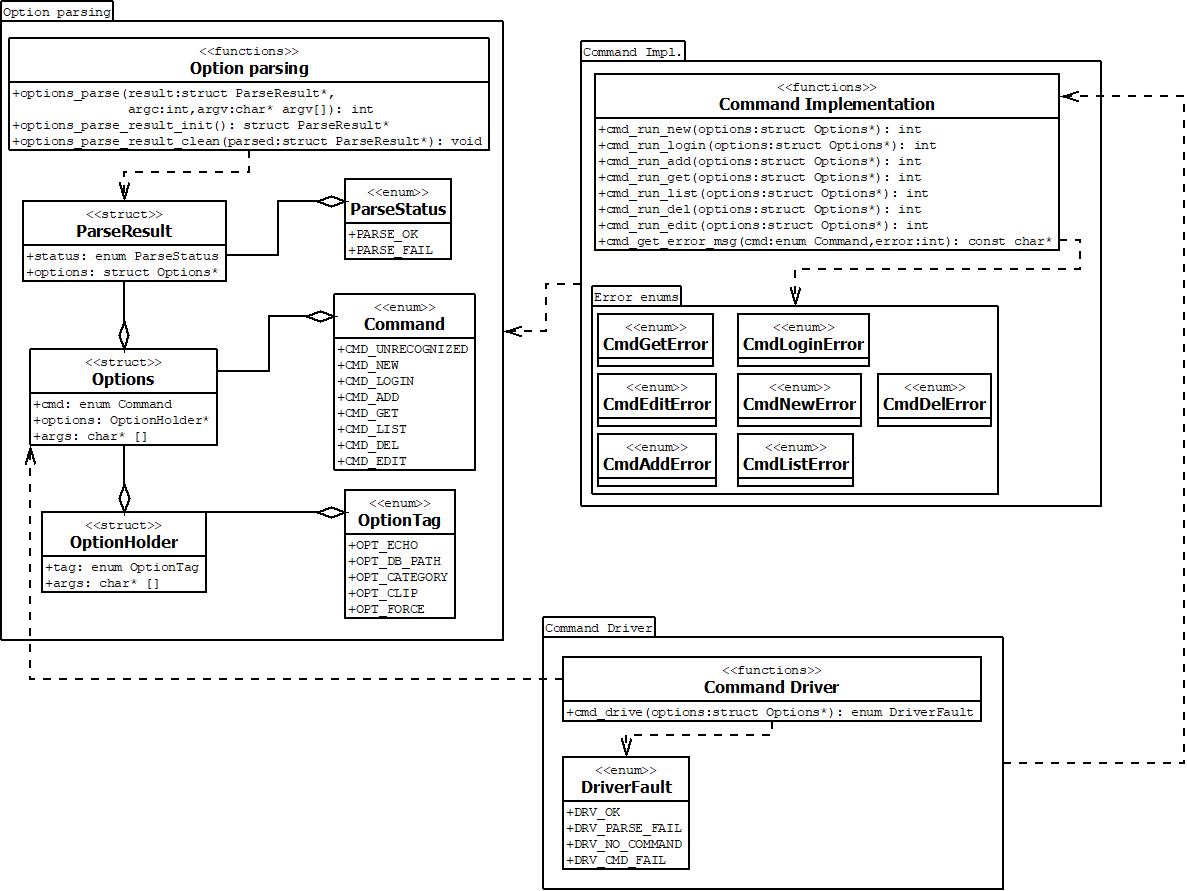 Option parsing
<<functions>>
Option parsing
+options_parse(result:struct ParseResult*,
argc:int,argv:char* argv[]): int
+options_parse_result_init(): struct ParseResult*
+options_parse_result_clean(parsed:struct ParseResult*): void
<<struct>>
ParseResult
+status: enum ParseStatus
+options: struct Options*
<<enum>>
ParseStatus
+PARSE_OK
+PARSE_FAIL
<<struct>>
Options
+cmd: enum Command
+options: OptionHolder*
+args: char* []
<<enum>>
Command
+CMD_UNRECOGNIZED
+CMD_NEW
+CMD_LOGIN
+CMD_ADD
+CMD_GET
+CMD_LIST
+CMD_DEL
+CMD_EDIT
<<struct>>
OptionHolder
+tag: enum OptionTag
+args: char* []
<<enum>>
OptionTag
+OPT_ECHO
+OPT_DB_PATH
+OPT_CATEGORY
+OPT_CLIP
+OPT_FORCE
Command Impl.
<<functions>>
Command Implementation
+cmd_run_new(options:struct Options*): int
+cmd_run_login(options:struct Options*): int
+cmd_run_add(options:struct Options*): int
+cmd_run_get(options:struct Options*): int
+cmd_run_list(options:struct Options*): int
+cmd_run_del(options:struct Options*): int
+cmd_run_edit(options:struct Options*): int
+cmd_get_error_msg(cmd:enum Command,error:int): const char*
Error enums
<<enum>>
CmdGetError
<<enum>>
CmdLoginError
<<enum>>
CmdEditError
<<enum>>
CmdNewError
<<enum>>
CmdDelError
<<enum>>
CmdAddError
<<enum>>
CmdListError
Command Driver
<<functions>>
Command Driver
+cmd_drive(options:struct Options*): enum DriverFault
<<enum>>
DriverFault
+DRV_OK
+DRV_PARSE_FAIL
+DRV_NO_COMMAND
+DRV_CMD_FAIL